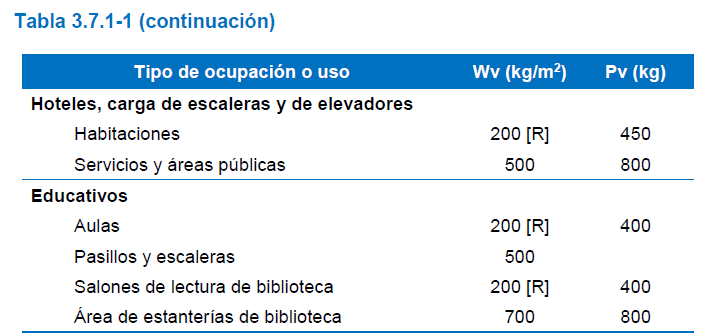 Tabla 3.7.1-1 (continuación)
Tipo de ocupación o uso Wv (kg/m²) Pv (kg)
Hoteles, carga de escaleras y de elevadores
Habitaciones 200 [R] 450
Servicios y áreas públicas 500 800
Educativos
Aulas 200 [R] 400
Pasillos y escaleras 500
Salones de lectura de biblioteca 200 [R] 400
Área de estanterías de biblioteca 700 800